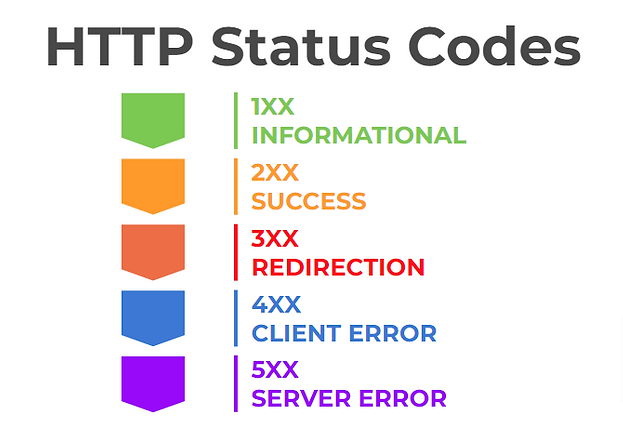 HTTP Status Codes
1XX
INFORMATIONAL
2XX
SUCCESS
3XX
REDIRECTION
4XX
CLIENT ERROR
5XX
SERVER ERROR